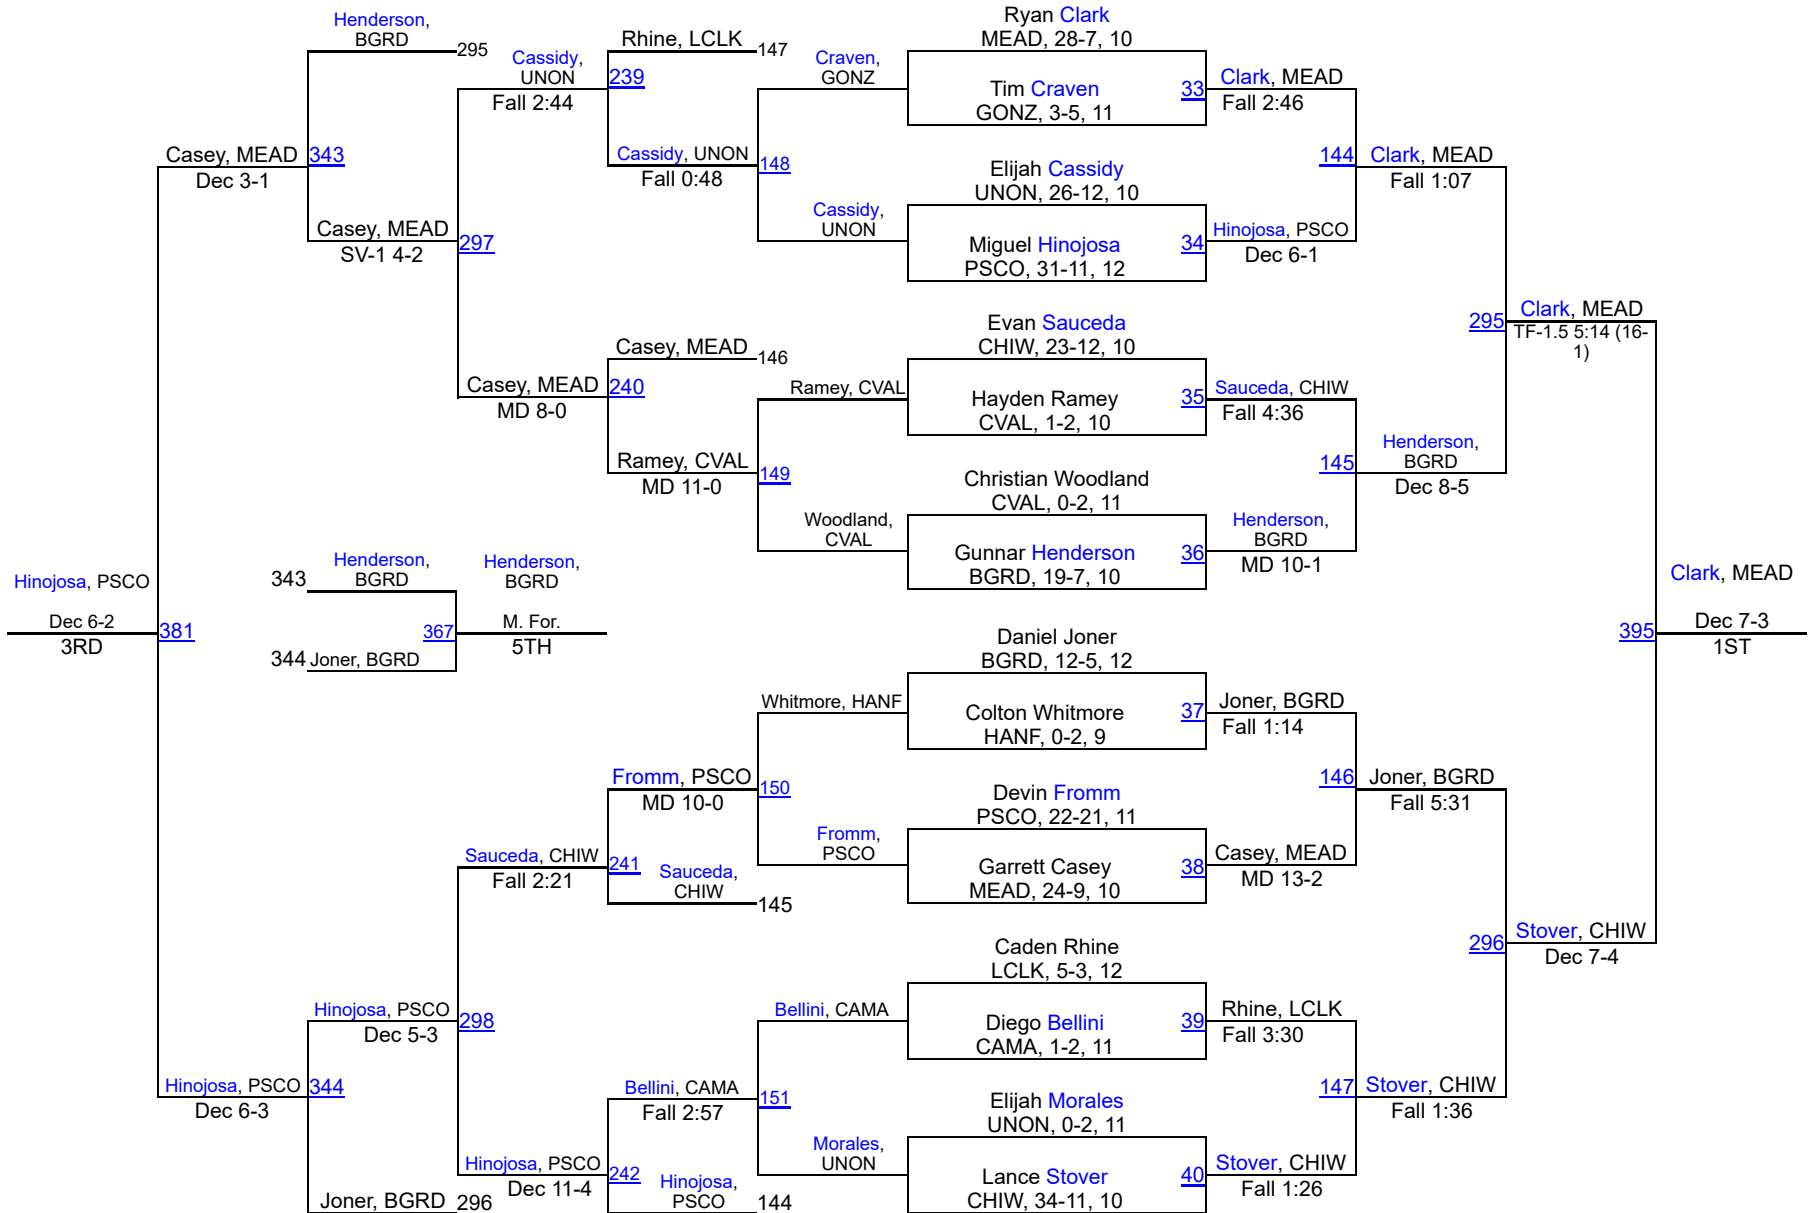 Henderson,
BGRD
295
Casey, MEAD
343
Dec 3-1
Casey, MEAD
SV-1 4-2
297
Cassidy,
UNON
Fall 2:44
239
Rhine, LCLK
147
Cassidy, UNON
Fall 0:48
148
Craven,
GONZ
Cassidy,
UNON
Casey, MEAD
MD 8-0
240
Casey, MEAD
146
Ramey, CVAL
MD 11-0
149
Ramey, CVAL
Woodland,
CVAL
Hinojosa, PSCO
Dec 6-2
3RD
381
343
Henderson,
BGRD
344
Joner, BGRD
367
Henderson,
BGRD
M. For.
5TH
Whitmore, HANF
Fromm, PSCO
MD 10-0
150
Fromm,
PSCO
Sauceda, CHIW
Fall 2:21
241
Sauceda,
CHIW
145
Hinojosa, PSCO
Dec 5-3
298
Hinojosa, PSCO
Dec 6-3
344
Bellini, CAMA
Bellini, CAMA
Fall 2:57
151
Morales,
UNON
Hinojosa, PSCO
Dec 11-4
242
Hinojosa,
PSCO
144
Joner, BGRD
296
Ryan Clark
MEAD, 28-7, 10
Tim Craven
GONZ, 3-5, 11
33
Clark, MEAD
Fall 2:46
Elijah Cassidy
UNON, 26-12, 10
Miguel Hinojosa
PSCO, 31-11, 12
34
Hinojosa, PSCO
Dec 6-1
144
Clark, MEAD
Fall 1:07
Evan Sauceda
CHIW, 23-12, 10
Hayden Ramey
CVAL, 1-2, 10
35
Sauceda, CHIW
Fall 4:36
Christian Woodland
CVAL, 0-2, 11
Gunnar Henderson
BGRD, 19-7, 10
36
Henderson,
BGRD
MD 10-1
145
Henderson,
BGRD
Dec 8-5
295
Clark, MEAD
TF-1.5 5:14 (16-
1)
Daniel Joner
BGRD, 12-5, 12
Colton Whitmore
HANF, 0-2, 9
37
Joner, BGRD
Fall 1:14
Devin Fromm
PSCO, 22-21, 11
Garrett Casey
MEAD, 24-9, 10
38
Casey, MEAD
MD 13-2
146
Joner, BGRD
Fall 5:31
Caden Rhine
LCLK, 5-3, 12
Diego Bellini
CAMA, 1-2, 11
39
Rhine, LCLK
Fall 3:30
Elijah Morales
UNON, 0-2, 11
Lance Stover
CHIW, 34-11, 10
40
Stover, CHIW
Fall 1:26
147
Stover, CHIW
Fall 1:36
296
Stover, CHIW
Dec 7-4
395
Clark, MEAD
Dec 7-3
1ST